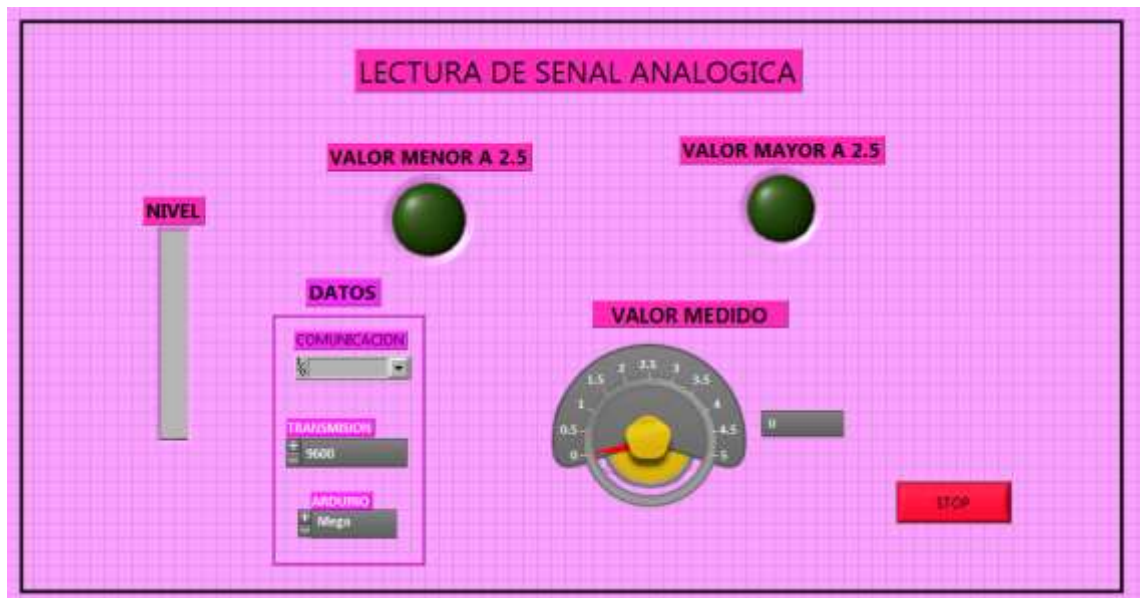 LECTURA DE SENAL ANALOGICA
VALOR MENOR A 2.5
VALOR MAYOR A 2.5
NIVEL
DATOS
COMUNICACION
TRANSMISION
9600
ARDUINO
Mega
VALOR MEDIDO
0
0.5
1
1.5
2
2.5
3
3.5
4
4.5
5
0
STOP